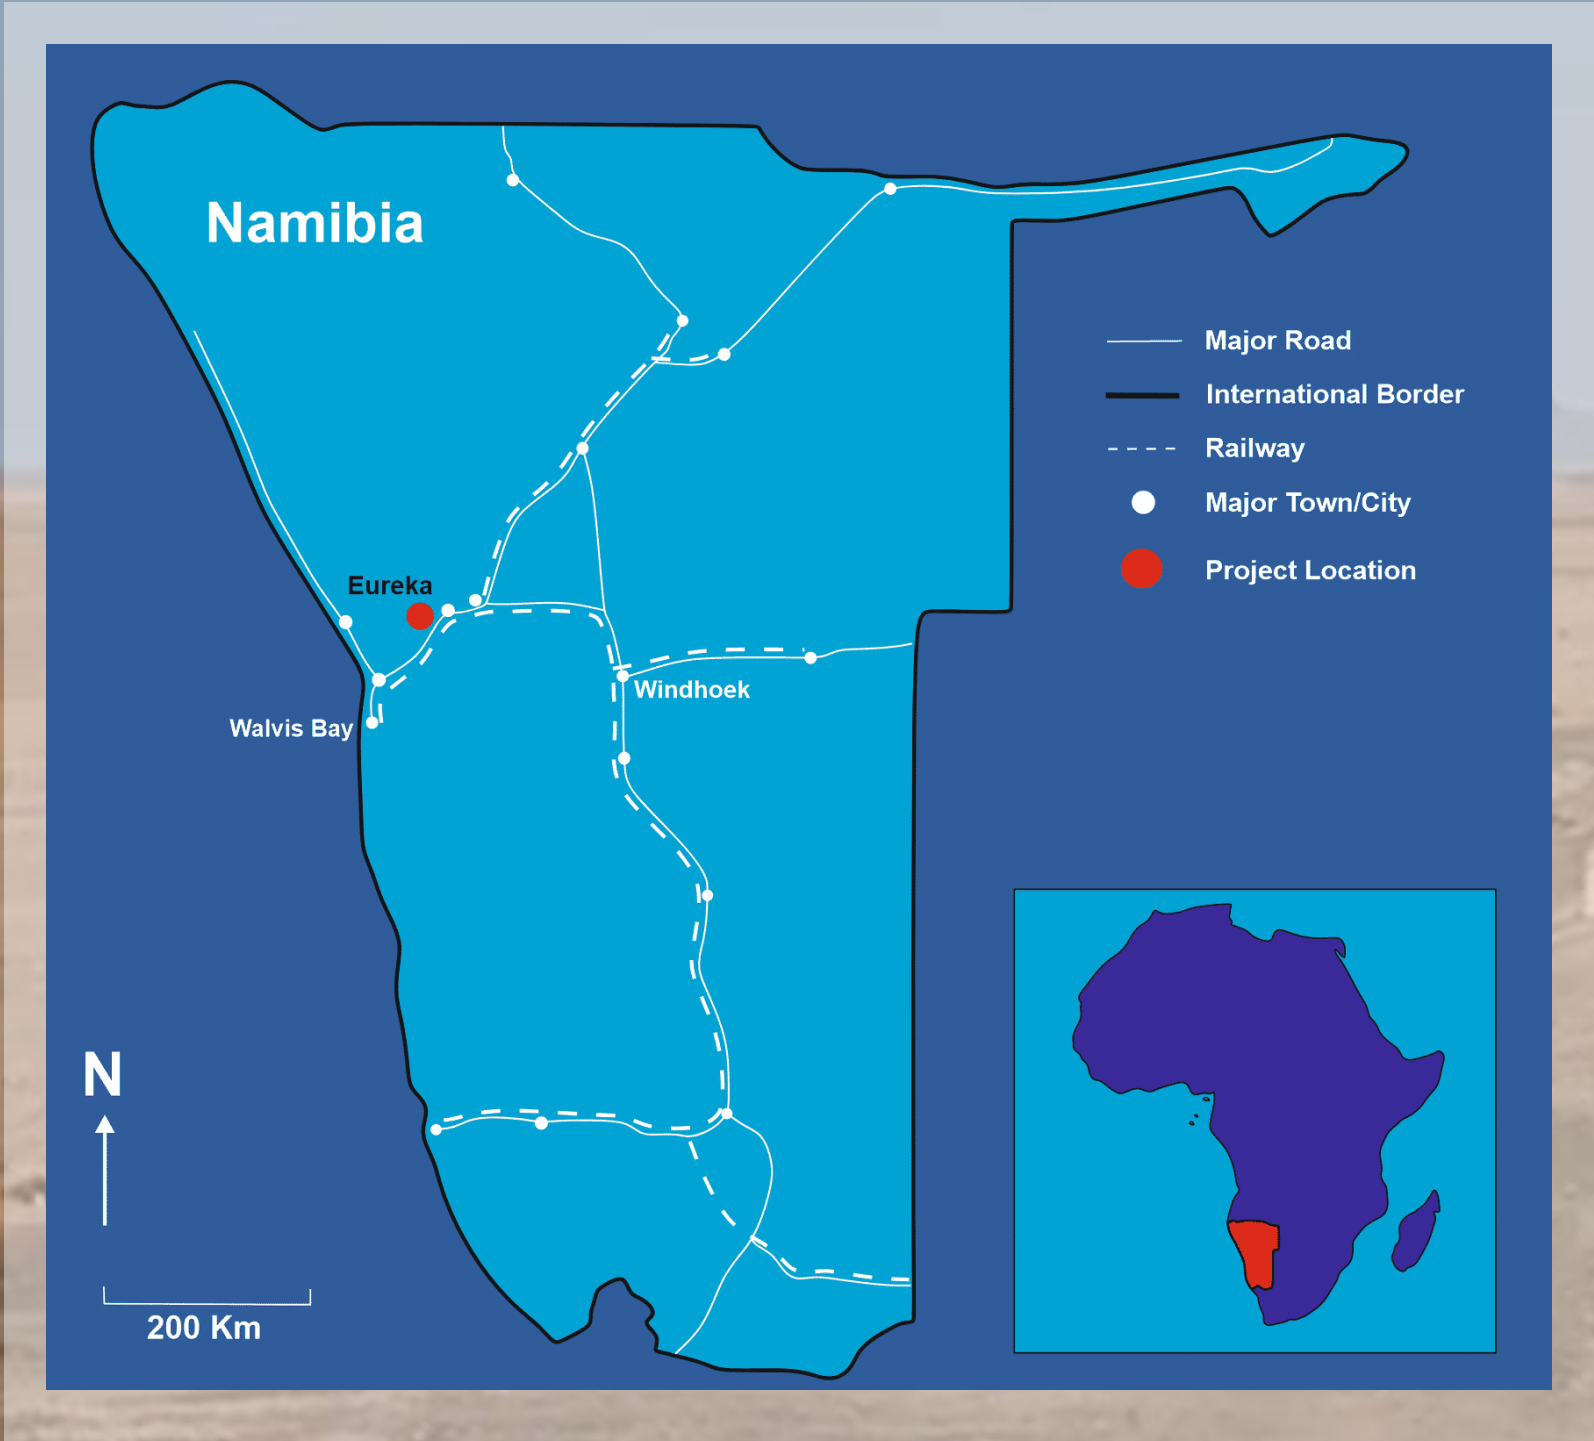 Namibia
Major Road
International Border
Railway
Major Town/City
Eureka
Project Location
Windhoek
Walvis Bay
N
200 Km